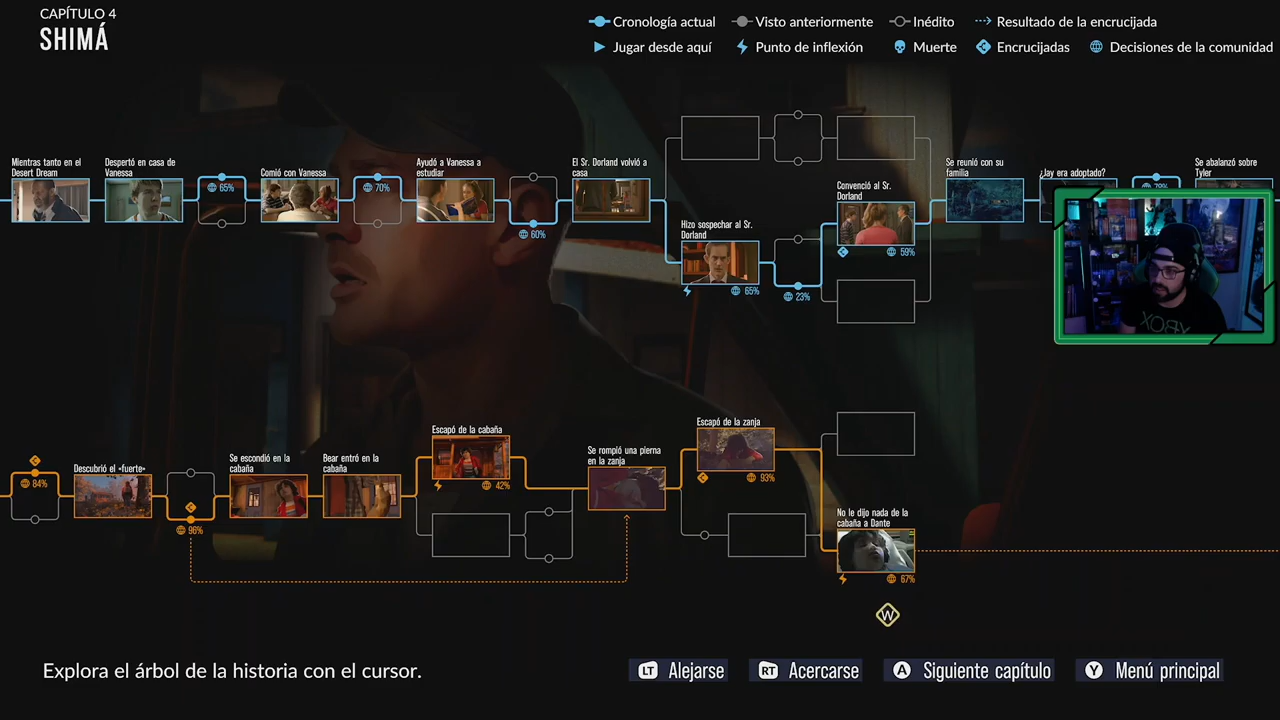 CAPÍTULO 4
SHIMÁ
Cronología actual
Visto anteriormente
Inédito
Resultado de la encrucijada
Jugar desde aquí
Punto de inflexión
Muerte
Encrucijadas
Decisiones de la comunidad
Mientras tanto en el
Desert Dream
Despertó en casa de
Vanessa
65%
Comió con Vanessa
70%
Ayudó a Vanessa a
estudiar
60%
El Sr. Dorland volvió a
casa
Hizo sospechar al Sr.
Dorland
65%
23%
Convenció al Sr.
Dorland
59%
Se reunió con su
familia
¿Jay era adoptado?
79%
Se abalanzó sobre
Tyler
XBOX
84%
Descubrió el «fuerte»
96%
Se escondió en la
cabaña
Bear entró en la
cabaña
Escapó de la cabaña
42%
Se rompió una pierna
en la zanja
Escapó de la zanja
93%
No le dijo nada de la
cabaña a Dante
67%
W
Explora el árbol de la historia con el cursor.
LT Alejarse
RT Acercarse
A Siguiente capítulo
Y Menú principal